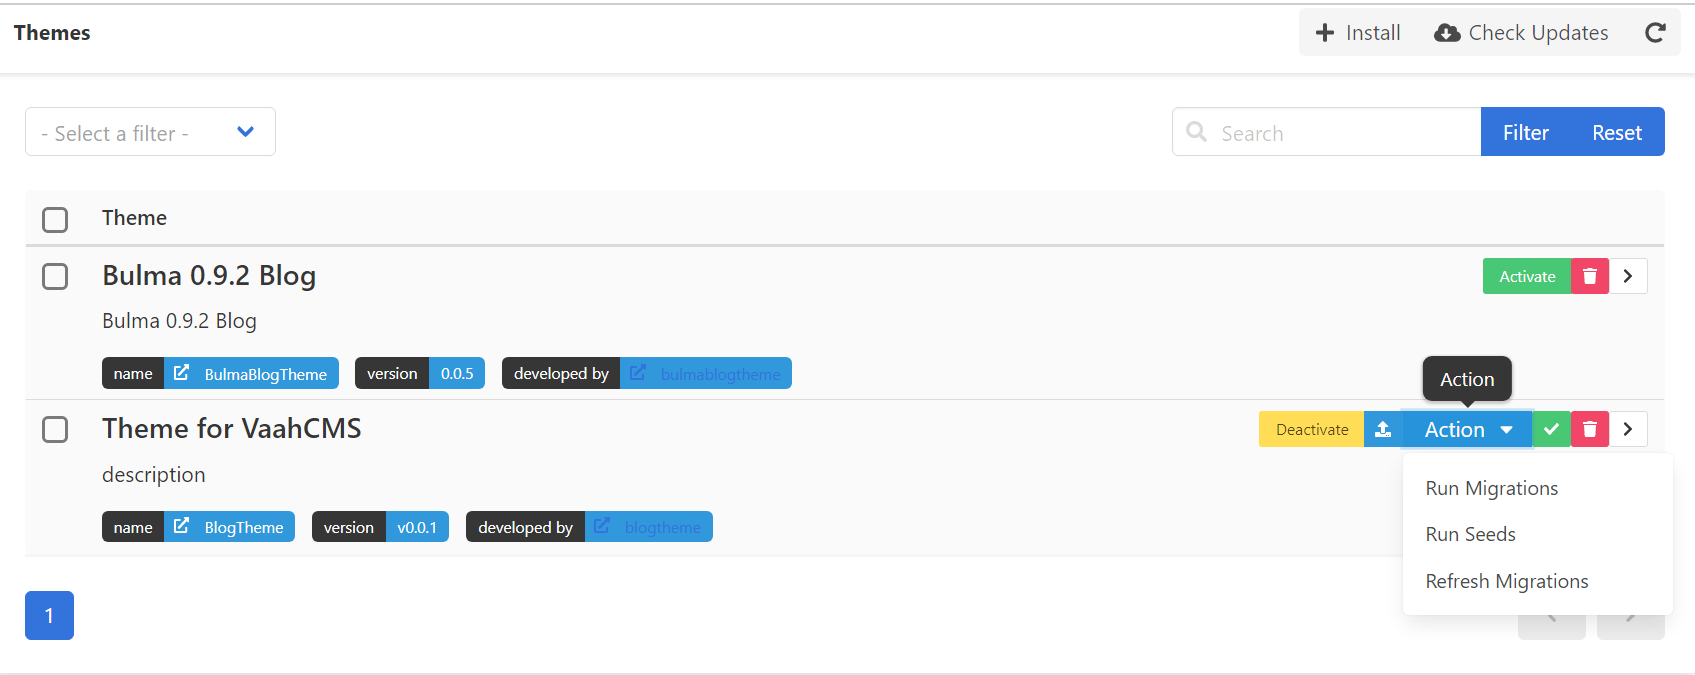 Themes
Install
Check Updates
- Select a filter -
Search
Filter
Reset
Theme
Bulma 0.9.2 Blog
Activate
Bulma 0.9.2 Blog
name BulmaBlogTheme
version 0.0.5
developed by bulmablogtheme
Action
Theme for VaahCMS
Deactivate
Action
description
Run Migrations
name BlogTheme
version v0.0.1
developed by blogtheme
Run Seeds
Refresh Migrations
1